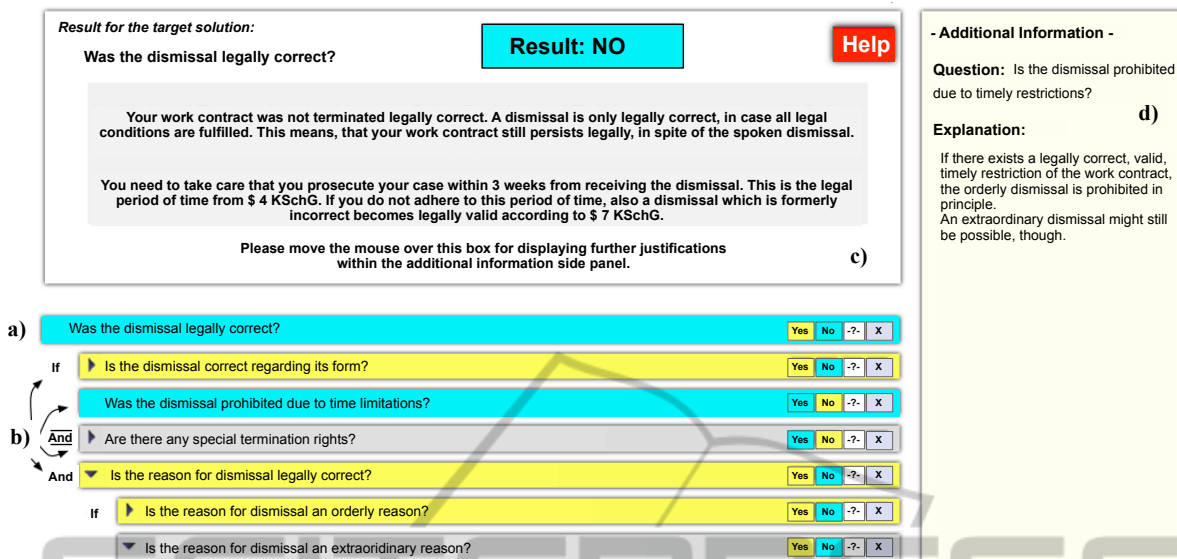 Result for the target solution:
Was the dismissal legally correct?
Result: NO
Help
Your work contract was not terminated legally correct. A dismissal is only legally correct, in case all legal
conditions are fulfilled. This means, that your work contract still persists legally, in spite of the spoken dismissal.
You need to take care that you prosecute your case within 3 weeks from receiving the dismissal. This is the legal
period of time from $ 4 KSchG. If you do not adhere to this period of time, also a dismissal which is formerly
incorrect becomes legally valid according to $ 7 KSchG.
Please move the mouse over this box for displaying further justifications
within the additional information side panel.
c)
- Additional Information -
Question: Is the dismissal prohibited
due to timely restrictions?
d)
Explanation:
If there exists a legally correct, valid,
timely restriction of the work contract,
the orderly dismissal is prohibited in
principle.
An extraordinary dismissal might still
be possible, though.
a) Was the dismissal legally correct? Yes No -?- X
If Is the dismissal correct regarding its form? Yes No -?- X
Was the dismissal prohibited due to time limitations? Yes No -?- X
b) And Are there any special termination rights? Yes No -?- X
And Is the reason for dismissal legally correct? Yes No -?- X
If Is the reason for dismissal an orderly reason? Yes No -?- X
Is the reason for dismissal an extraoridinary reason? Yes No -?- X